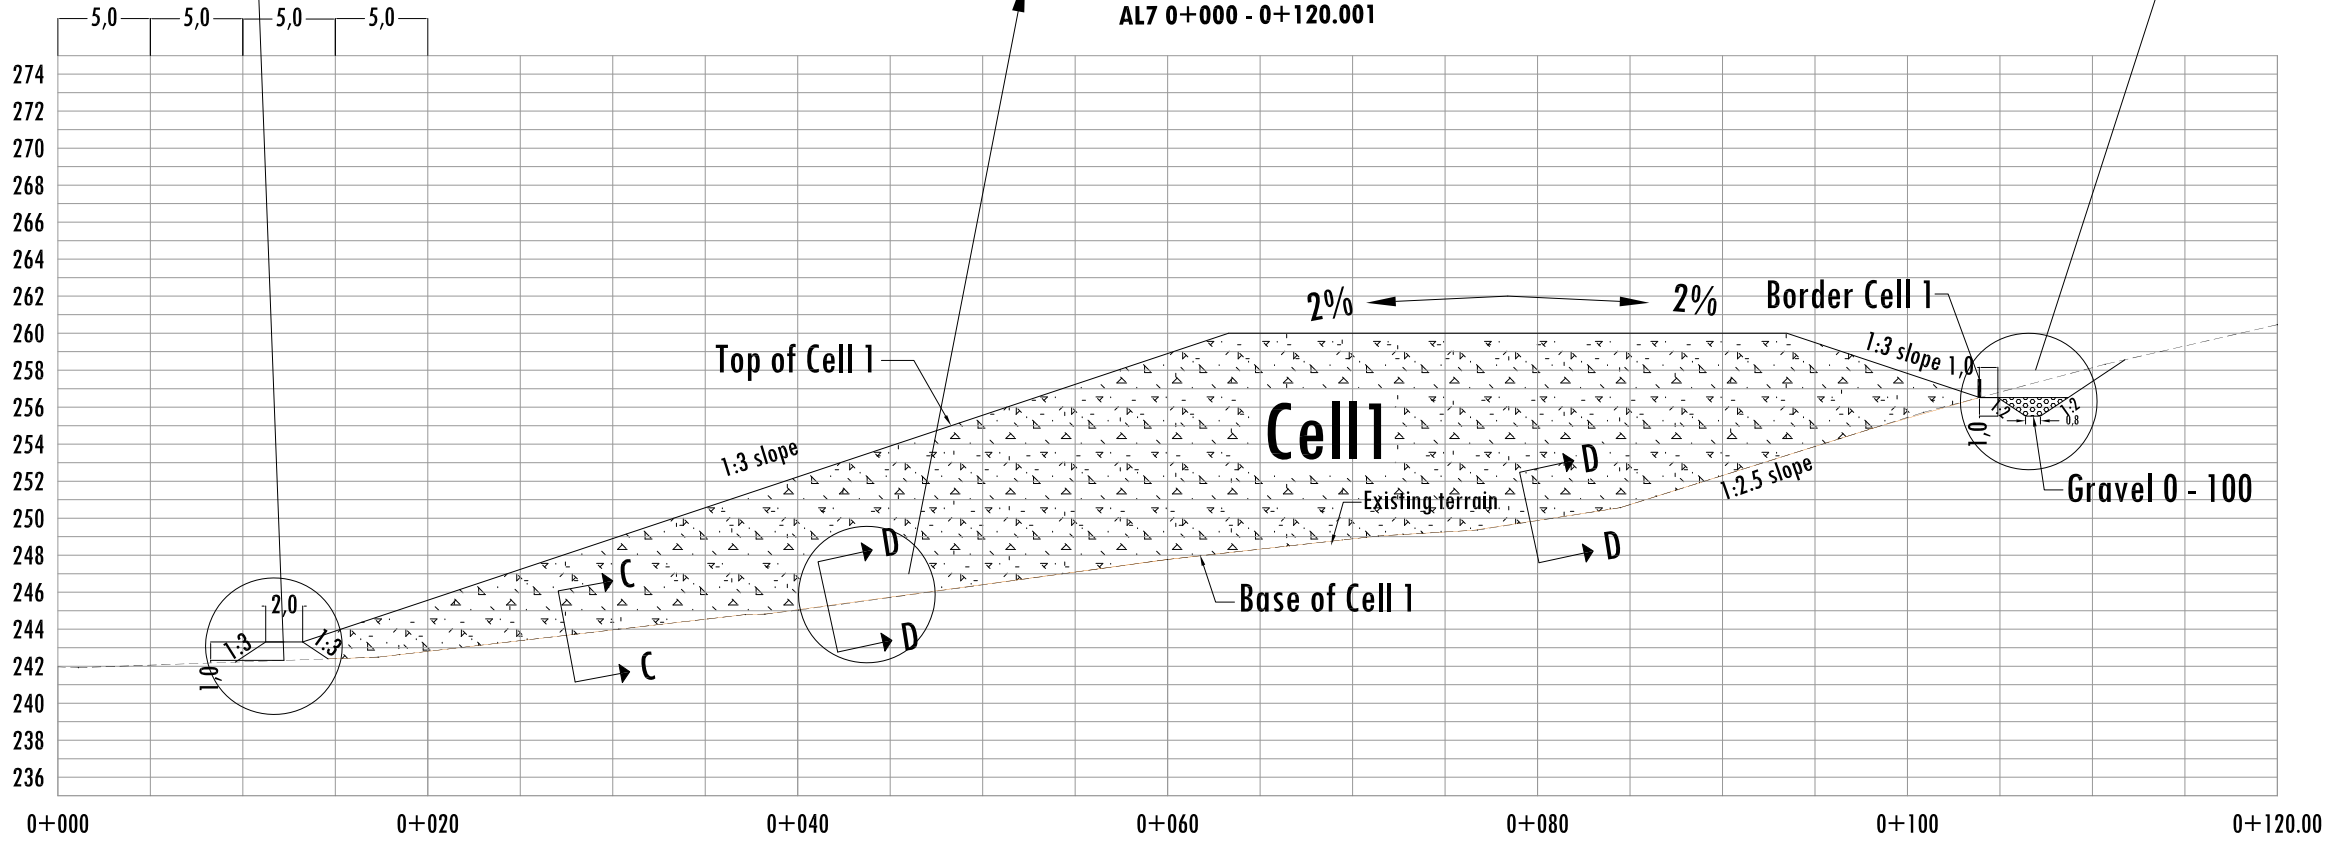 AL7 0+000 - 0+120.001
5,0 5,0 5,0 5,0
274
272
270
268
266
264
262
260
258
256
254
252
250
248
246
244
242
240
238
236
2% 2%
Border Cell 1
Top of Cell 1
1:3 slope 1,0
Cell1
1:2 1:2
0,8
1,0
1:3 slope
D
1:2.5 slope
Existing terrain
Gravel 0 - 100
D
D
C
Base of Cell 1
2,0
1:3 1:3
D
C
1,0
0+000 0+020 0+040 0+060 0+080 0+100 0+120.00